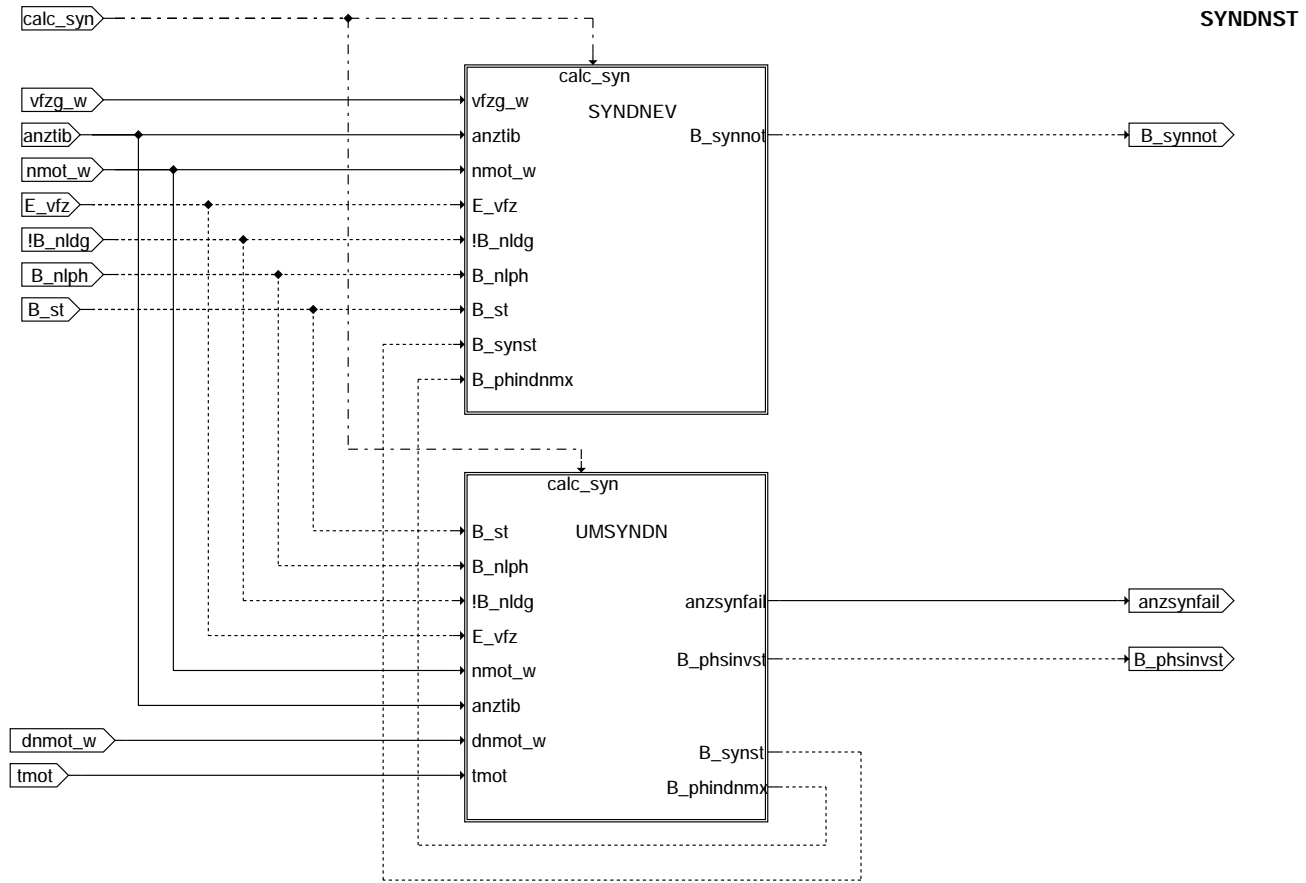 calc_syn
SYNDNST
calc_syn
vfzg_w
vfzg_w
SYNDNEV
anztib
anztib
B_synnot
B_synnot
nmot_w
nmot_w
E_vfz
E_vfz
!B_nldg
!B_nldg
B_nlph
B_nlph
B_st
B_st
B_synst
B_phindnmx
calc_syn
B_st
UMSYNDN
B_nlph
!B_nldg
anzsynfail
anzsynfail
E_vfz
B_phsinvst
B_phsinvst
nmot_w
anztib
dnmot_w
dnmot_w
B_synst
tmot
tmot
B_phindnmx